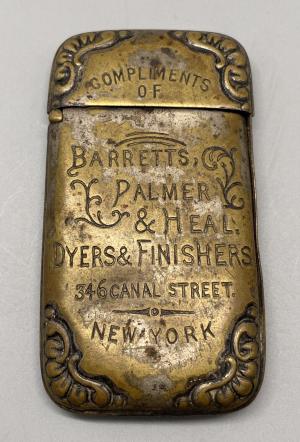 COMPLIMENTS
OF
BARRETTS,
PALMER
& HEAL.
DYERS & FINISHERS
346 CANAL STREET.
NEW-YORK